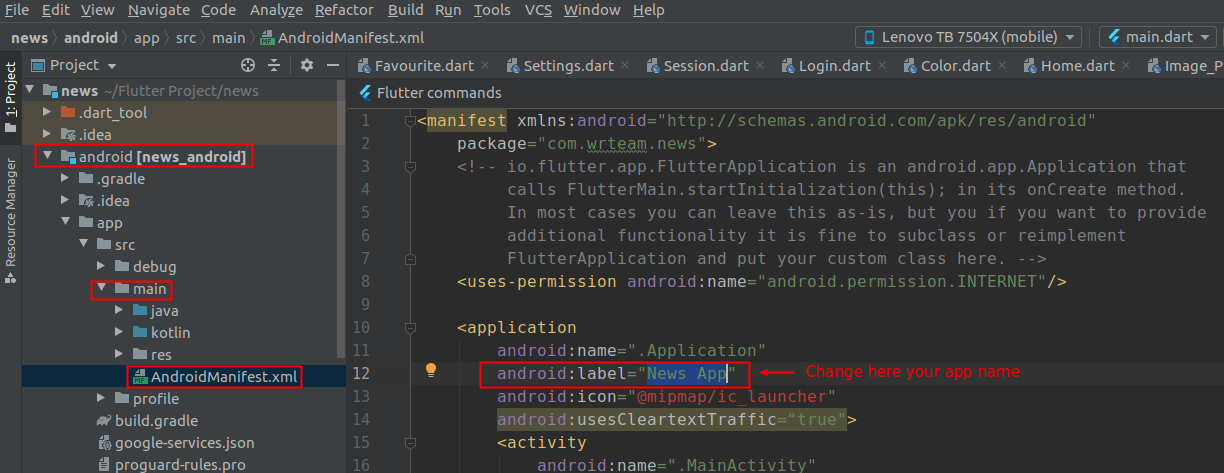 File Edit View Navigate Code Analyze Refactor Build Run Tools VCS Window Help
news android app src main AndroidManifest.xml Lenovo TB 7504X (mobile) main.dart
1: Project
Resource Manager
Project
Favourite.dart Settings.dart Session.dart Login.dart Color.dart Home.dart Image_P
Flutter commands
news ~/Flutter Project/news
.dart_tool
.idea
android [news_android]
.gradle
.idea
app
src
debug
main
java
kotlin
res
AndroidManifest.xml
profile
build.gradle
google-services.json
proguard-rules.pro
1 <manifest xmlns:android="http://schemas.android.com/apk/res/android"
2 package="com.wrteam.news">
3 <!-- io.flutter.app.FlutterApplication is an android.app.Application that
4 calls FlutterMain.startInitialization(this); in its onCreate method.
5 In most cases you can leave this as-is, but you if you want to provide
6 additional functionality it is fine to subclass or reimplement
7 FlutterApplication and put your custom class here. -->
8 <uses-permission android:name="android.permission.INTERNET"/>
9
10 <application
11 android:name=".Application"
12 android:label="News App" Change here your app name
13 android:icon="@mipmap/ic_launcher"
14 android:usesCleartextTraffic="true">
15 <activity
16 android:name=".MainActivity"